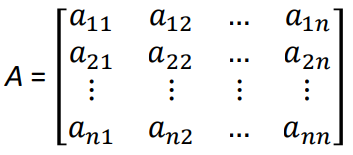 a₁₁ a₁₂ … a₁ₙ
a₂₁ a₂₂ … a₂ₙ
A = ⋮ ⋮ ⋮ ⋮
aₙ₁ aₙ₂ … aₙₙ